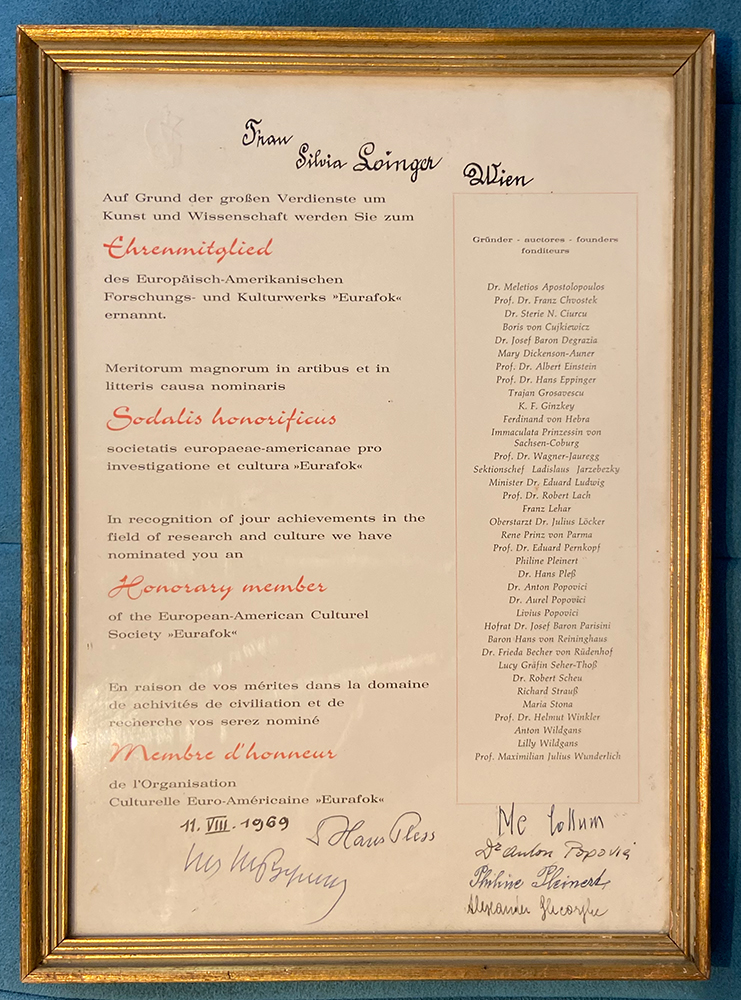 Frau
Silvia Loinger
Wien
Auf Grund der großen Verdienste um
Kunst und Wissenschaft werden Sie zum
Ehrenmitglied
des Europäisch-Amerikanischen
Forschungs- und Kulturwerks »Eurafok«
ernannt.
Meritorum magnorum in artibus et in
litteris causa nominaris
Sodalis honorificus
societatis europaeae-americanae pro
investigatione et cultura »Eurafok«
In recognition of jour achievements in the
field of research and culture we have
nominated you an
Honorary member
of the European-American Culturel
Society »Eurafok«
En raison de vos mérites dans la domaine
de achivités de civiliation et de
recherche vos serez nominé
Membre d'honneur
de l'Organisation
Culturelle Euro-Américaine »Eurafok«
Gründer - auctores - founders
fonditeurs
Dr. Meletios Apostolopoulos
Prof. Dr. Franz Chvostek
Dr. Sterie N. Ciurcu
Boris von Cujkiewicz
Dr. Josef Baron Degrazia
Mary Dickenson-Auner
Prof. Dr. Albert Einstein
Prof. Dr. Hans Eppinger
Trajan Grosavescu
K. F. Ginzkey
Ferdinand von Hebra
Immaculata Prinzessin von
Sachsen-Coburg
Prof. Dr. Wagner-Jauregg
Sektionschef Ladislaus Jarzebezky
Minister Dr. Eduard Ludwig
Prof. Dr. Robert Lach
Franz Lehar
Oberstarzt Dr. Julius Löcker
Rene Prinz von Parma
Prof. Dr. Eduard Pernkopf
Philine Pleinert
Dr. Hans Pleß
Dr. Anton Popovici
Dr. Aurel Popovici
Livius Popovici
Hofrat Dr. Josef Baron Parisini
Baron Hans von Reininghaus
Dr. Frieda Becher von Rüdenhof
Lucy Gräfin Seher-Thoß
Dr. Robert Scheu
Richard Strauß
Maria Stona
Prof. Dr. Helmut Winkler
Anton Wildgans
Lilly Wildgans
Prof. Maximilian Julius Wunderlich
11. VIII. 1969
Hans Pless
Mc Collum
Dr Anton Popovici
Philine Pleinert
Alexander Gheorghe